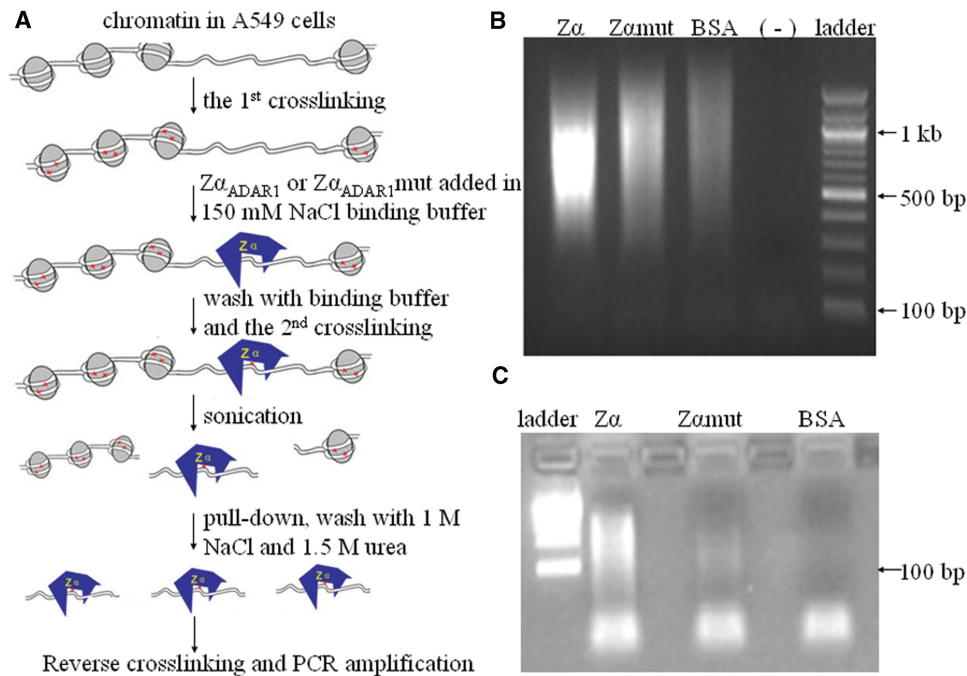 A
chromatin in A549 cells
the 1st crosslinking
ZαADAR1 or ZαADAR1mut added in
150 mM NaCl binding buffer
Zα
wash with binding buffer
and the 2nd crosslinking
Zα
sonication
Zα
pull-down, wash with 1 M
NaCl and 1.5 M urea
Zα Zα Zα
Reverse crosslinking and PCR amplification
B
Zα Zαmut BSA (-) ladder
1 kb
500 bp
100 bp
C
ladder Zα Zαmut BSA
100 bp